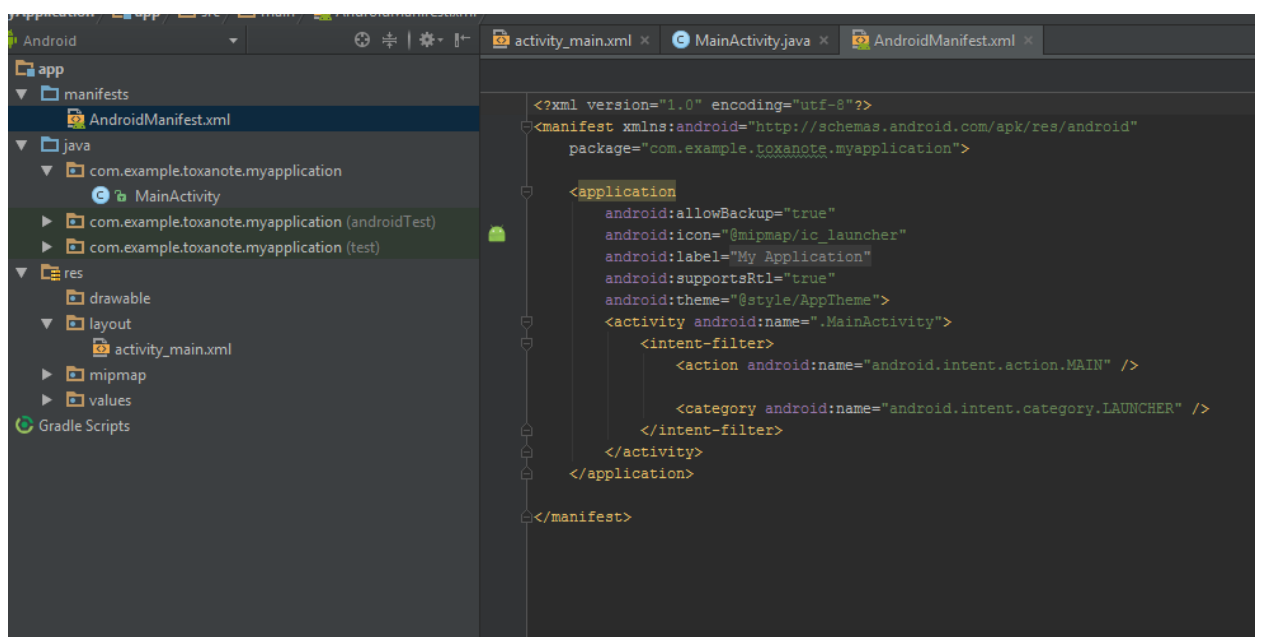 Android
activity_main.xml
MainActivity.java
AndroidManifest.xml
app
manifests
AndroidManifest.xml
java
com.example.toxanote.myapplication
MainActivity
com.example.toxanote.myapplication (androidTest)
com.example.toxanote.myapplication (test)
res
drawable
layout
activity_main.xml
mipmap
values
Gradle Scripts
<?xml version="1.0" encoding="utf-8"?>
<manifest xmlns:android="http://schemas.android.com/apk/res/android"
package="com.example.toxanote.myapplication">
<application
android:allowBackup="true"
android:icon="@mipmap/ic_launcher"
android:label="My Application"
android:supportsRtl="true"
android:theme="@style/AppTheme">
<activity android:name=".MainActivity">
<intent-filter>
<action android:name="android.intent.action.MAIN" />
<category android:name="android.intent.category.LAUNCHER" />
</intent-filter>
</activity>
</application>
</manifest>